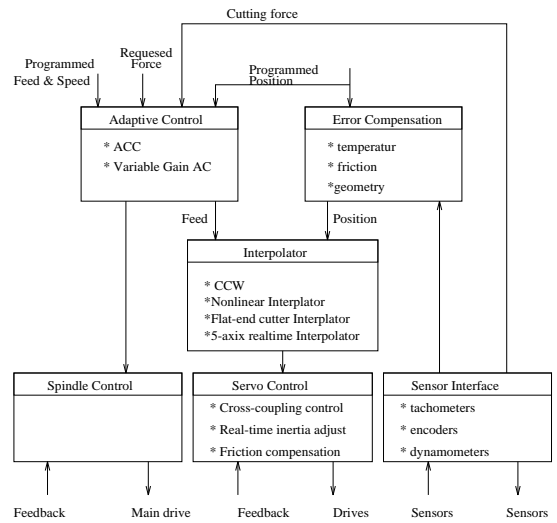 Cutting force
Requesed
Force
Programmed
Feed & Speed
Programmed
Position
Adaptive Control
* ACC
* Variable Gain AC
Error Compensation
* temperatur
* friction
*geometry
Feed
Position
Interpolator
* CCW
*Nonlinear Interplator
*Flat-end cutter Interplator
*5-axix realtime Interpolator
Spindle Control
Servo Control
* Cross-coupling control
* Real-time inertia adjust
* Friction compensation
Sensor Interface
* tachometers
* encoders
* dynamometers
Feedback
Main drive
Feedback
Drives
Sensors
Sensors